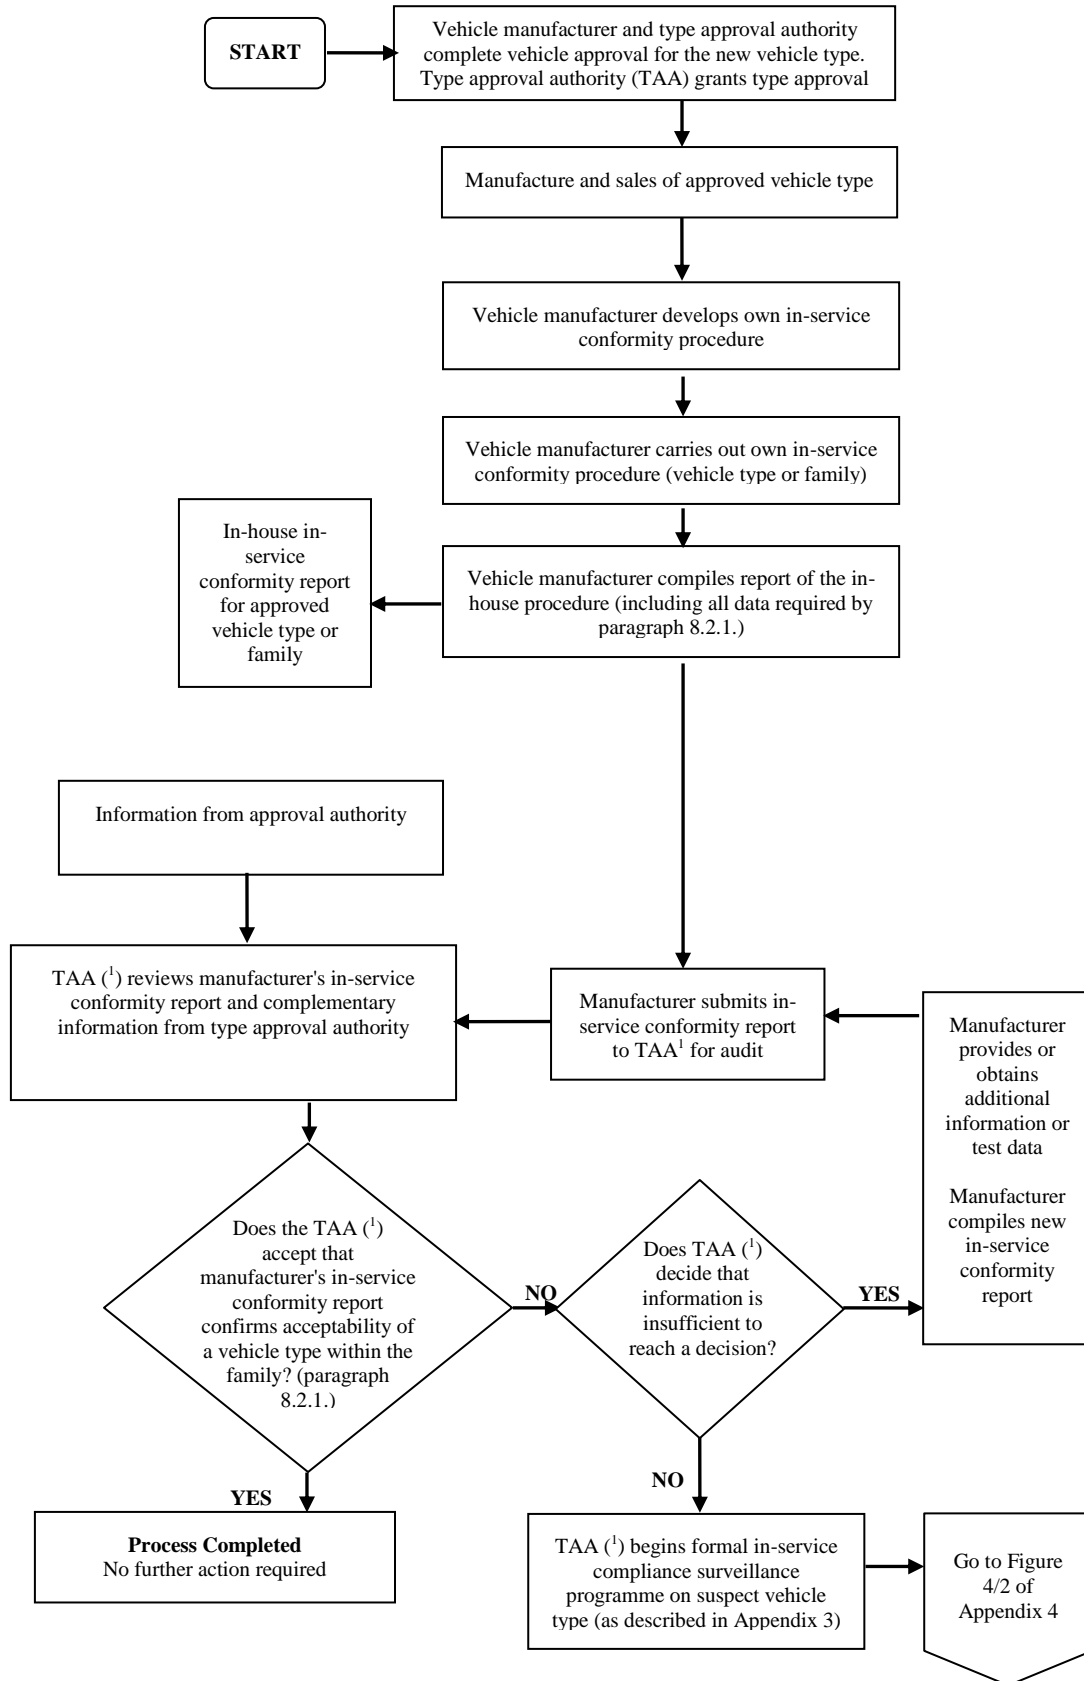 START
Vehicle manufacturer and type approval authority
complete vehicle approval for the new vehicle type.
Type approval authority (TAA) grants type approval
Manufacture and sales of approved vehicle type
Vehicle manufacturer develops own in-service
conformity procedure
Vehicle manufacturer carries out own in-service
conformity procedure (vehicle type or family)
In-house in-
service
conformity report
for approved
vehicle type or
family
Vehicle manufacturer compiles report of the in-
house procedure (including all data required by
paragraph 8.2.1.)
Information from approval authority
TAA (¹) reviews manufacturer's in-service
conformity report and complementary
information from type approval authority
Manufacturer submits in-
service conformity report
to TAA¹ for audit
Manufacturer
provides or
obtains
additional
information or
test data
Manufacturer
compiles new
in-service
conformity
report
Does the TAA (¹)
accept that
manufacturer's in-service
conformity report
confirms acceptability of
a vehicle type within the
family? (paragraph
8.2.1.)
NO
Does TAA (¹)
decide that
information is
insufficient to
reach a decision?
YES
NO
YES
Process Completed
No further action required
TAA (¹) begins formal in-service
compliance surveillance
programme on suspect vehicle
type (as described in Appendix 3)
Go to Figure
4/2 of
Appendix 4